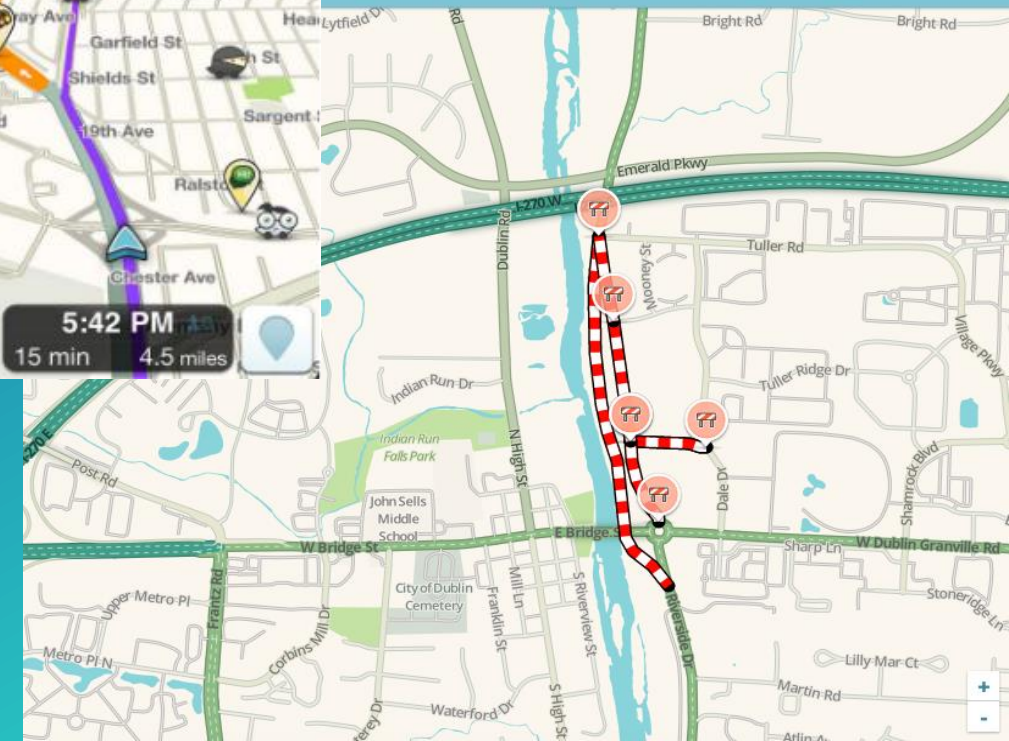 Garfield St
Shields St
19th Ave
Sargent
Chester Ave
5:42 PM
15 min
4.5 miles
Lytfield Dr
Rd
Bright Rd
Bright Rd
Emerald Pkwy
I-270 W
Dublin Rd
Mooney St
Tuller Rd
Village Pkwy
Tuller Ridge Dr
Indian Run Dr
Indian Run
Falls Park
N High St
I-270 E
Post Rd
John Sells
Middle
School
Dale Dr
Shamrock Blvd
W Bridge St
E Bridge S
Sharp Ln
W Dublin Granville Rd
City of Dublin
Cemetery
Mill Ln
Franklin St
S Riverview St
Frantz Rd
Upper Metro Pl
Corbins Mill Dr
Metro Pl N
Riverside Dr
Stoneridge Ln
Lilly Mar Ct
Martin Rd
Waterford Dr
terey Dr
S High St
+
-